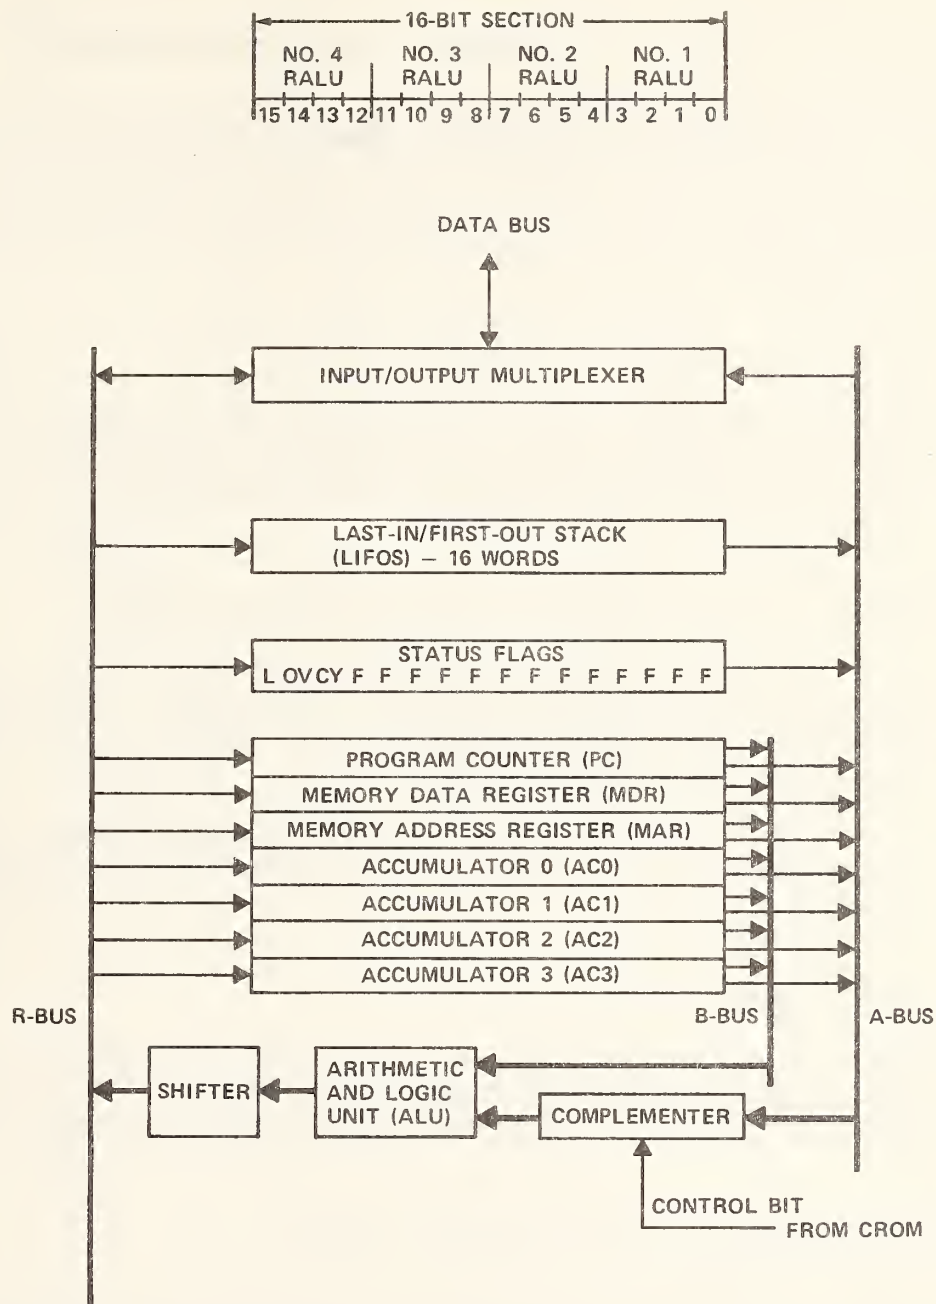 16-BIT SECTION
NO. 4 NO. 3 NO. 2 NO. 1
RALU RALU RALU RALU
15 14 13 12 11 10 9 8 7 6 5 4 3 2 1 0
DATA BUS
INPUT/OUTPUT MULTIPLEXER
LAST-IN/FIRST-OUT STACK
(LIFOS) – 16 WORDS
STATUS FLAGS
L OV CY F F F F F F F F F F F F F
PROGRAM COUNTER (PC)
MEMORY DATA REGISTER (MDR)
MEMORY ADDRESS REGISTER (MAR)
ACCUMULATOR 0 (AC0)
ACCUMULATOR 1 (AC1)
ACCUMULATOR 2 (AC2)
ACCUMULATOR 3 (AC3)
R-BUS B-BUS A-BUS
SHIFTER
ARITHMETIC
AND LOGIC
UNIT (ALU)
COMPLEMENTER
CONTROL BIT
FROM CROM